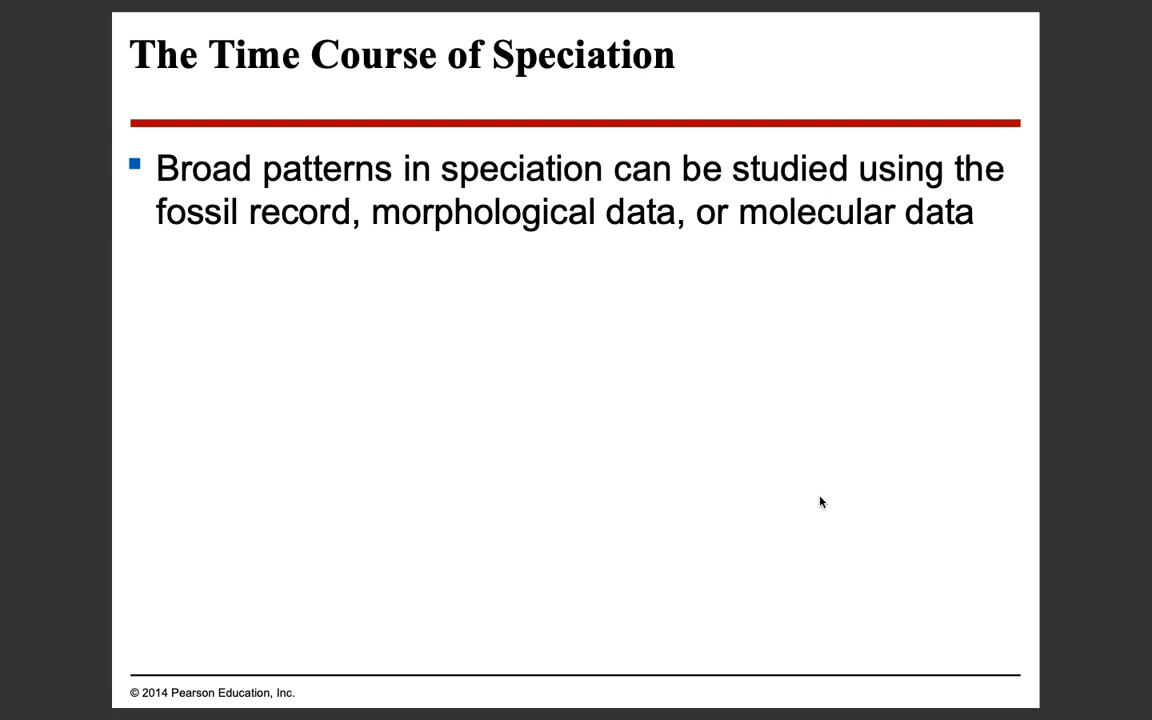 The Time Course of Speciation
Broad patterns in speciation can be studied using the
fossil record, morphological data, or molecular data
© 2014 Pearson Education, Inc.